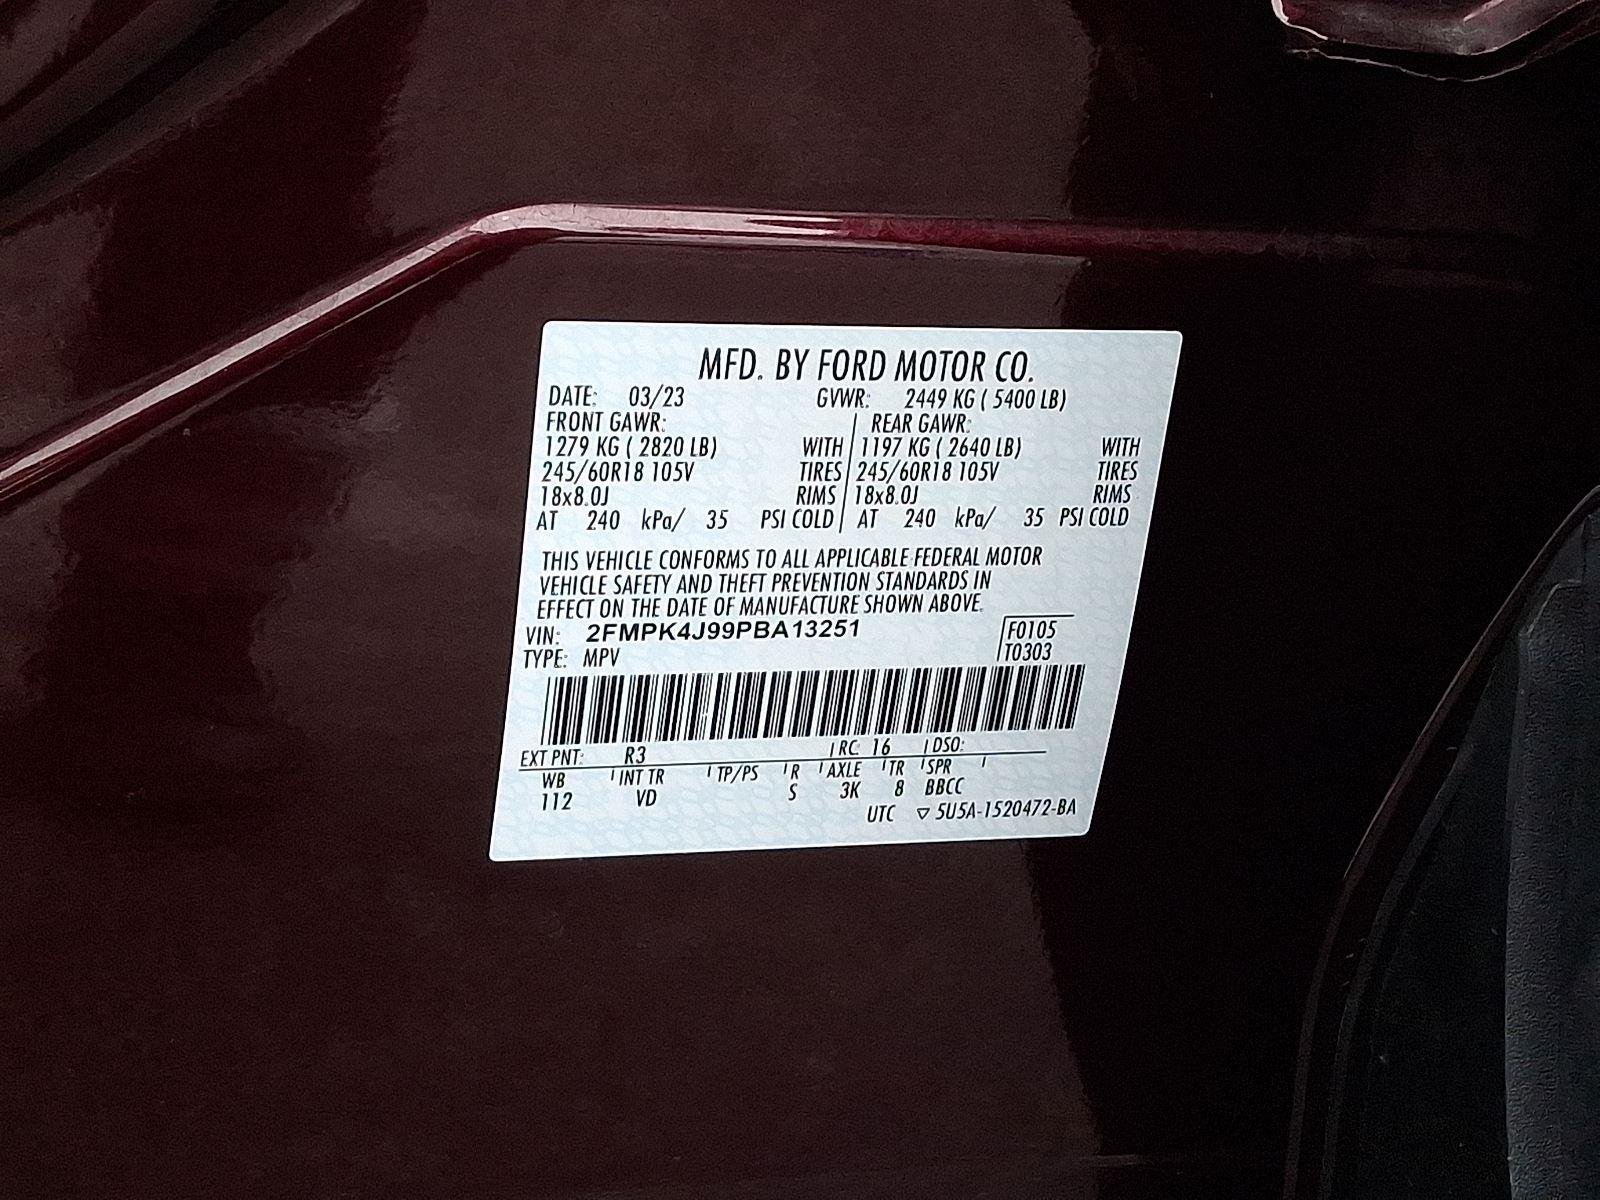 MFD. BY FORD MOTOR CO.
DATE: 03/23 GVWR: 2449 KG ( 5400 LB)
FRONT GAWR: REAR GAWR:
1279 KG ( 2820 LB) WITH 1197 KG ( 2640 LB) WITH
245/60R18 105V TIRES 245/60R18 105V TIRES
18x8.0J RIMS 18x8.0J RIMS
AT 240 kPa/ 35 PSI COLD AT 240 kPa/ 35 PSI COLD
THIS VEHICLE CONFORMS TO ALL APPLICABLE FEDERAL MOTOR
VEHICLE SAFETY AND THEFT PREVENTION STANDARDS IN
EFFECT ON THE DATE OF MANUFACTURE SHOWN ABOVE.
VIN: 2FMPK4J99PBA13251 F0105
TYPE: MPV T0303
EXT PNT: R3 RC: 16 DSO:
WB INT TR TP/PS R AXLE TR SPR
112 VD S 3K 8 BBCC
UTC ▽ 5U5A-1520472-BA